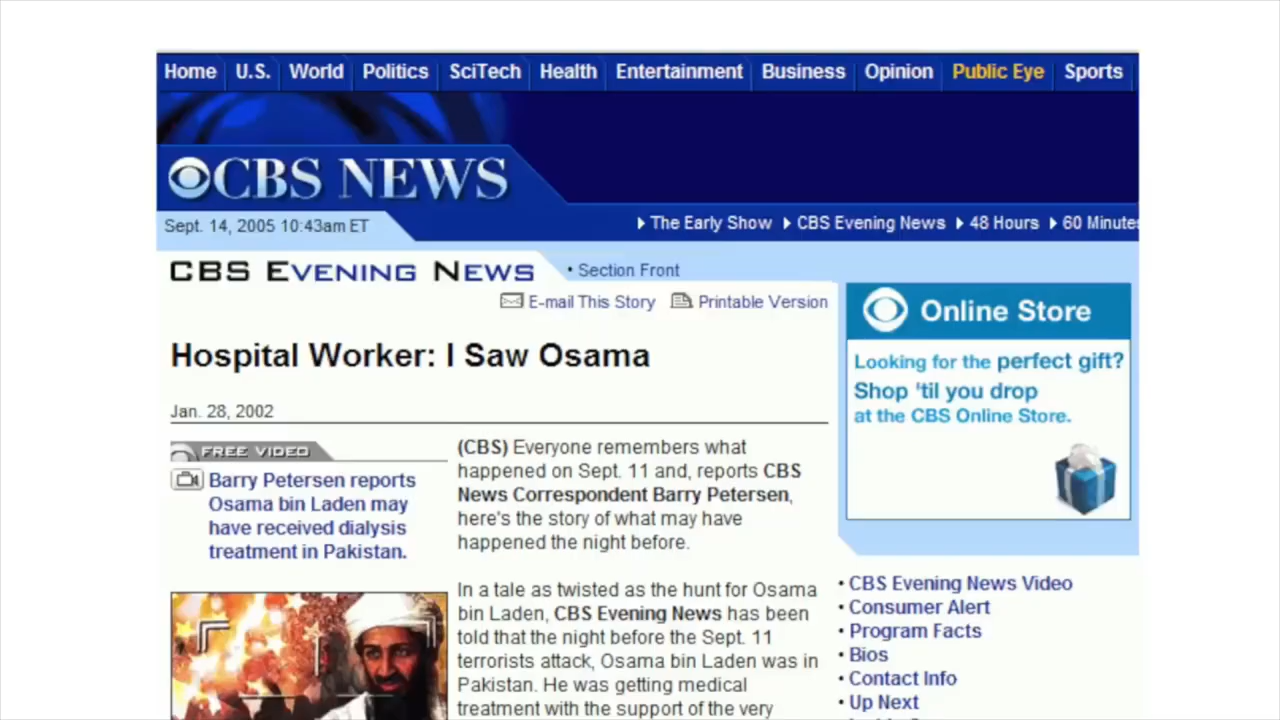 Home U.S. World Politics SciTech Health Entertainment Business Opinion Public Eye Sports
CBS NEWS
Sept. 14, 2005 10:43am ET
The Early Show CBS Evening News 48 Hours 60 Minutes
CBS EVENING NEWS
• Section Front
E-mail This Story Printable Version
Hospital Worker: I Saw Osama
Jan. 28, 2002
FREE VIDEO
Barry Petersen reports
Osama bin Laden may
have received dialysis
treatment in Pakistan.
(CBS) Everyone remembers what
happened on Sept. 11 and, reports CBS
News Correspondent Barry Petersen,
here's the story of what may have
happened the night before.
In a tale as twisted as the hunt for Osama
bin Laden, CBS Evening News has been
told that the night before the Sept. 11
terrorists attack, Osama bin Laden was in
Pakistan. He was getting medical
treatment with the support of the very
Online Store
Looking for the perfect gift?
Shop 'til you drop
at the CBS Online Store.
• CBS Evening News Video
• Consumer Alert
• Program Facts
• Bios
• Contact Info
• Up Next